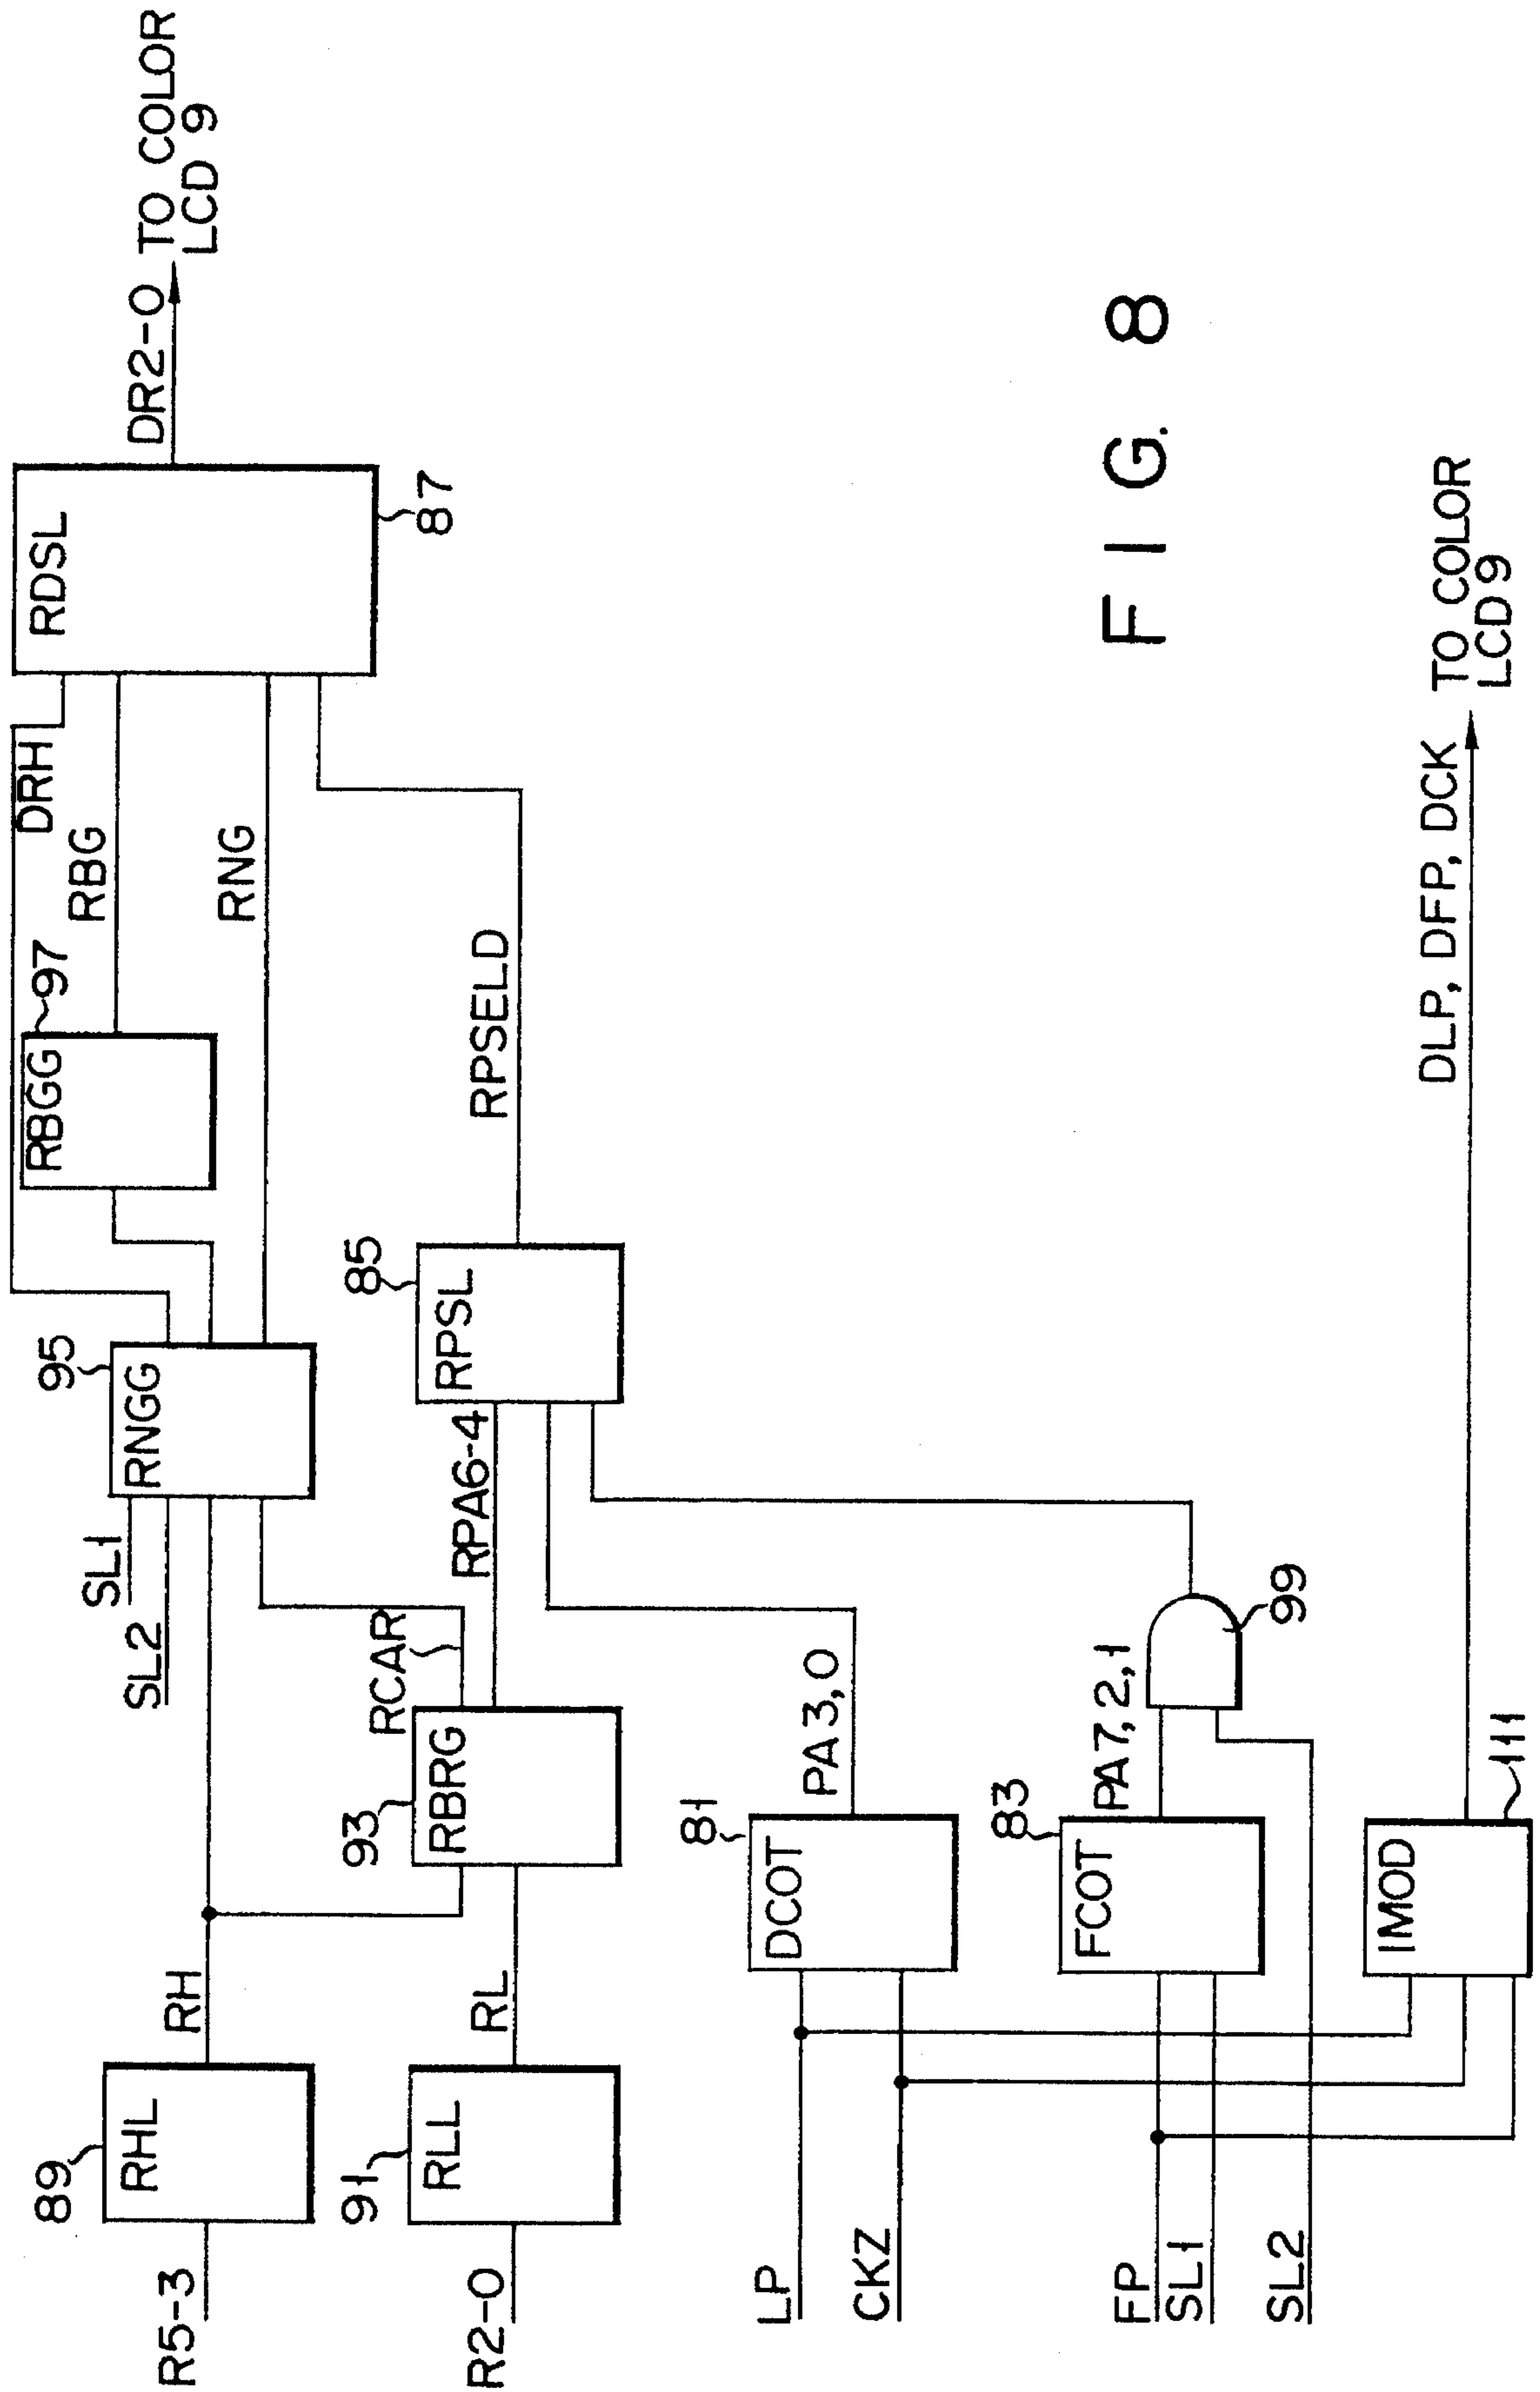 R5-3
89
RHL
RH
SL1
SL2
95
RNGG
RBGG
97
DRH
RBG
RNG
RDSL
87
DR2-0
TO COLOR
LCD 9
R2-0
91
RLL
RL
93
RBRG
RCAR
RPA6-4
85
RPSL
RPSELD
LP
CKZ
81
DCOT
PA3,0
FP
SL1
SL2
83
FCOT
PA7,2,1
99
IMOD
111
DLP, DFP, DCK
TO COLOR
LCD9
FIG. 8